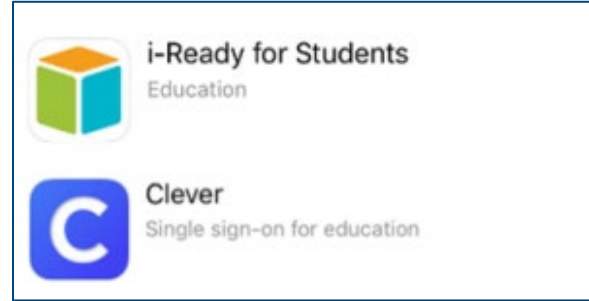 i-Ready for Students
Education
C
Clever
Single sign-on for education